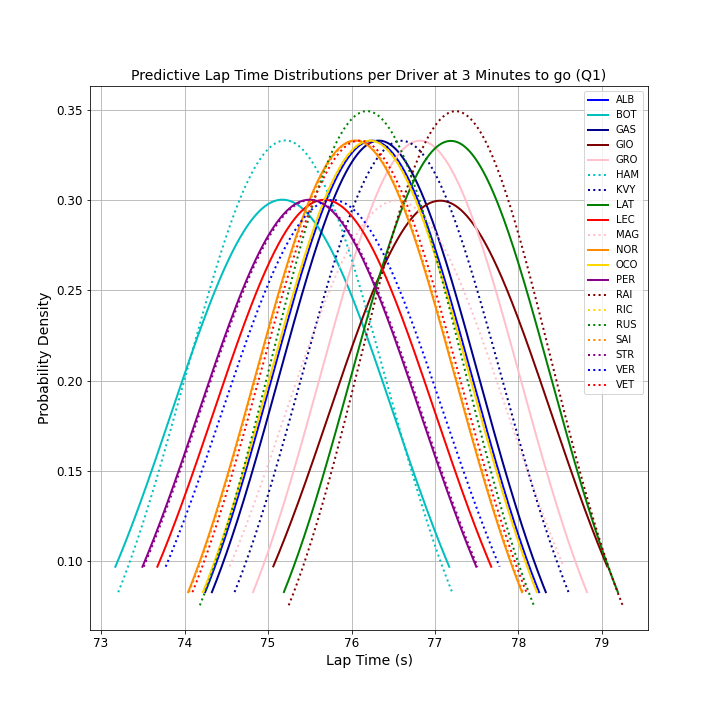 Predictive Lap Time Distributions per Driver at 3 Minutes to go (Q1)
Probability Density
0.35
0.30
0.25
0.20
0.15
0.10
73
74
75
76
77
78
79
Lap Time (s)
ALB
BOT
GAS
GIO
GRO
HAM
KVY
LAT
LEC
MAG
NOR
OCO
PER
RAI
RIC
RUS
SAI
STR
VER
VET